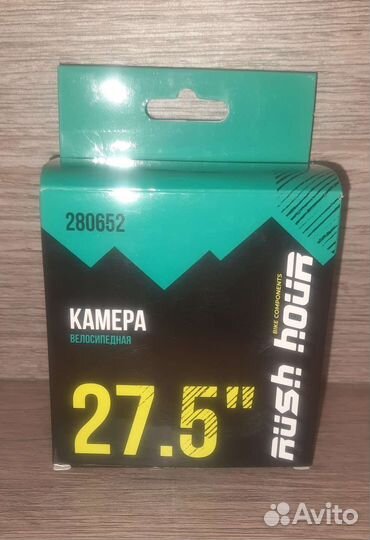 280652
КАМЕРА
ВЕЛОСИПЕДНАЯ
27.5"
RUSH HOUR
BIKE COMPONENTS
Avito